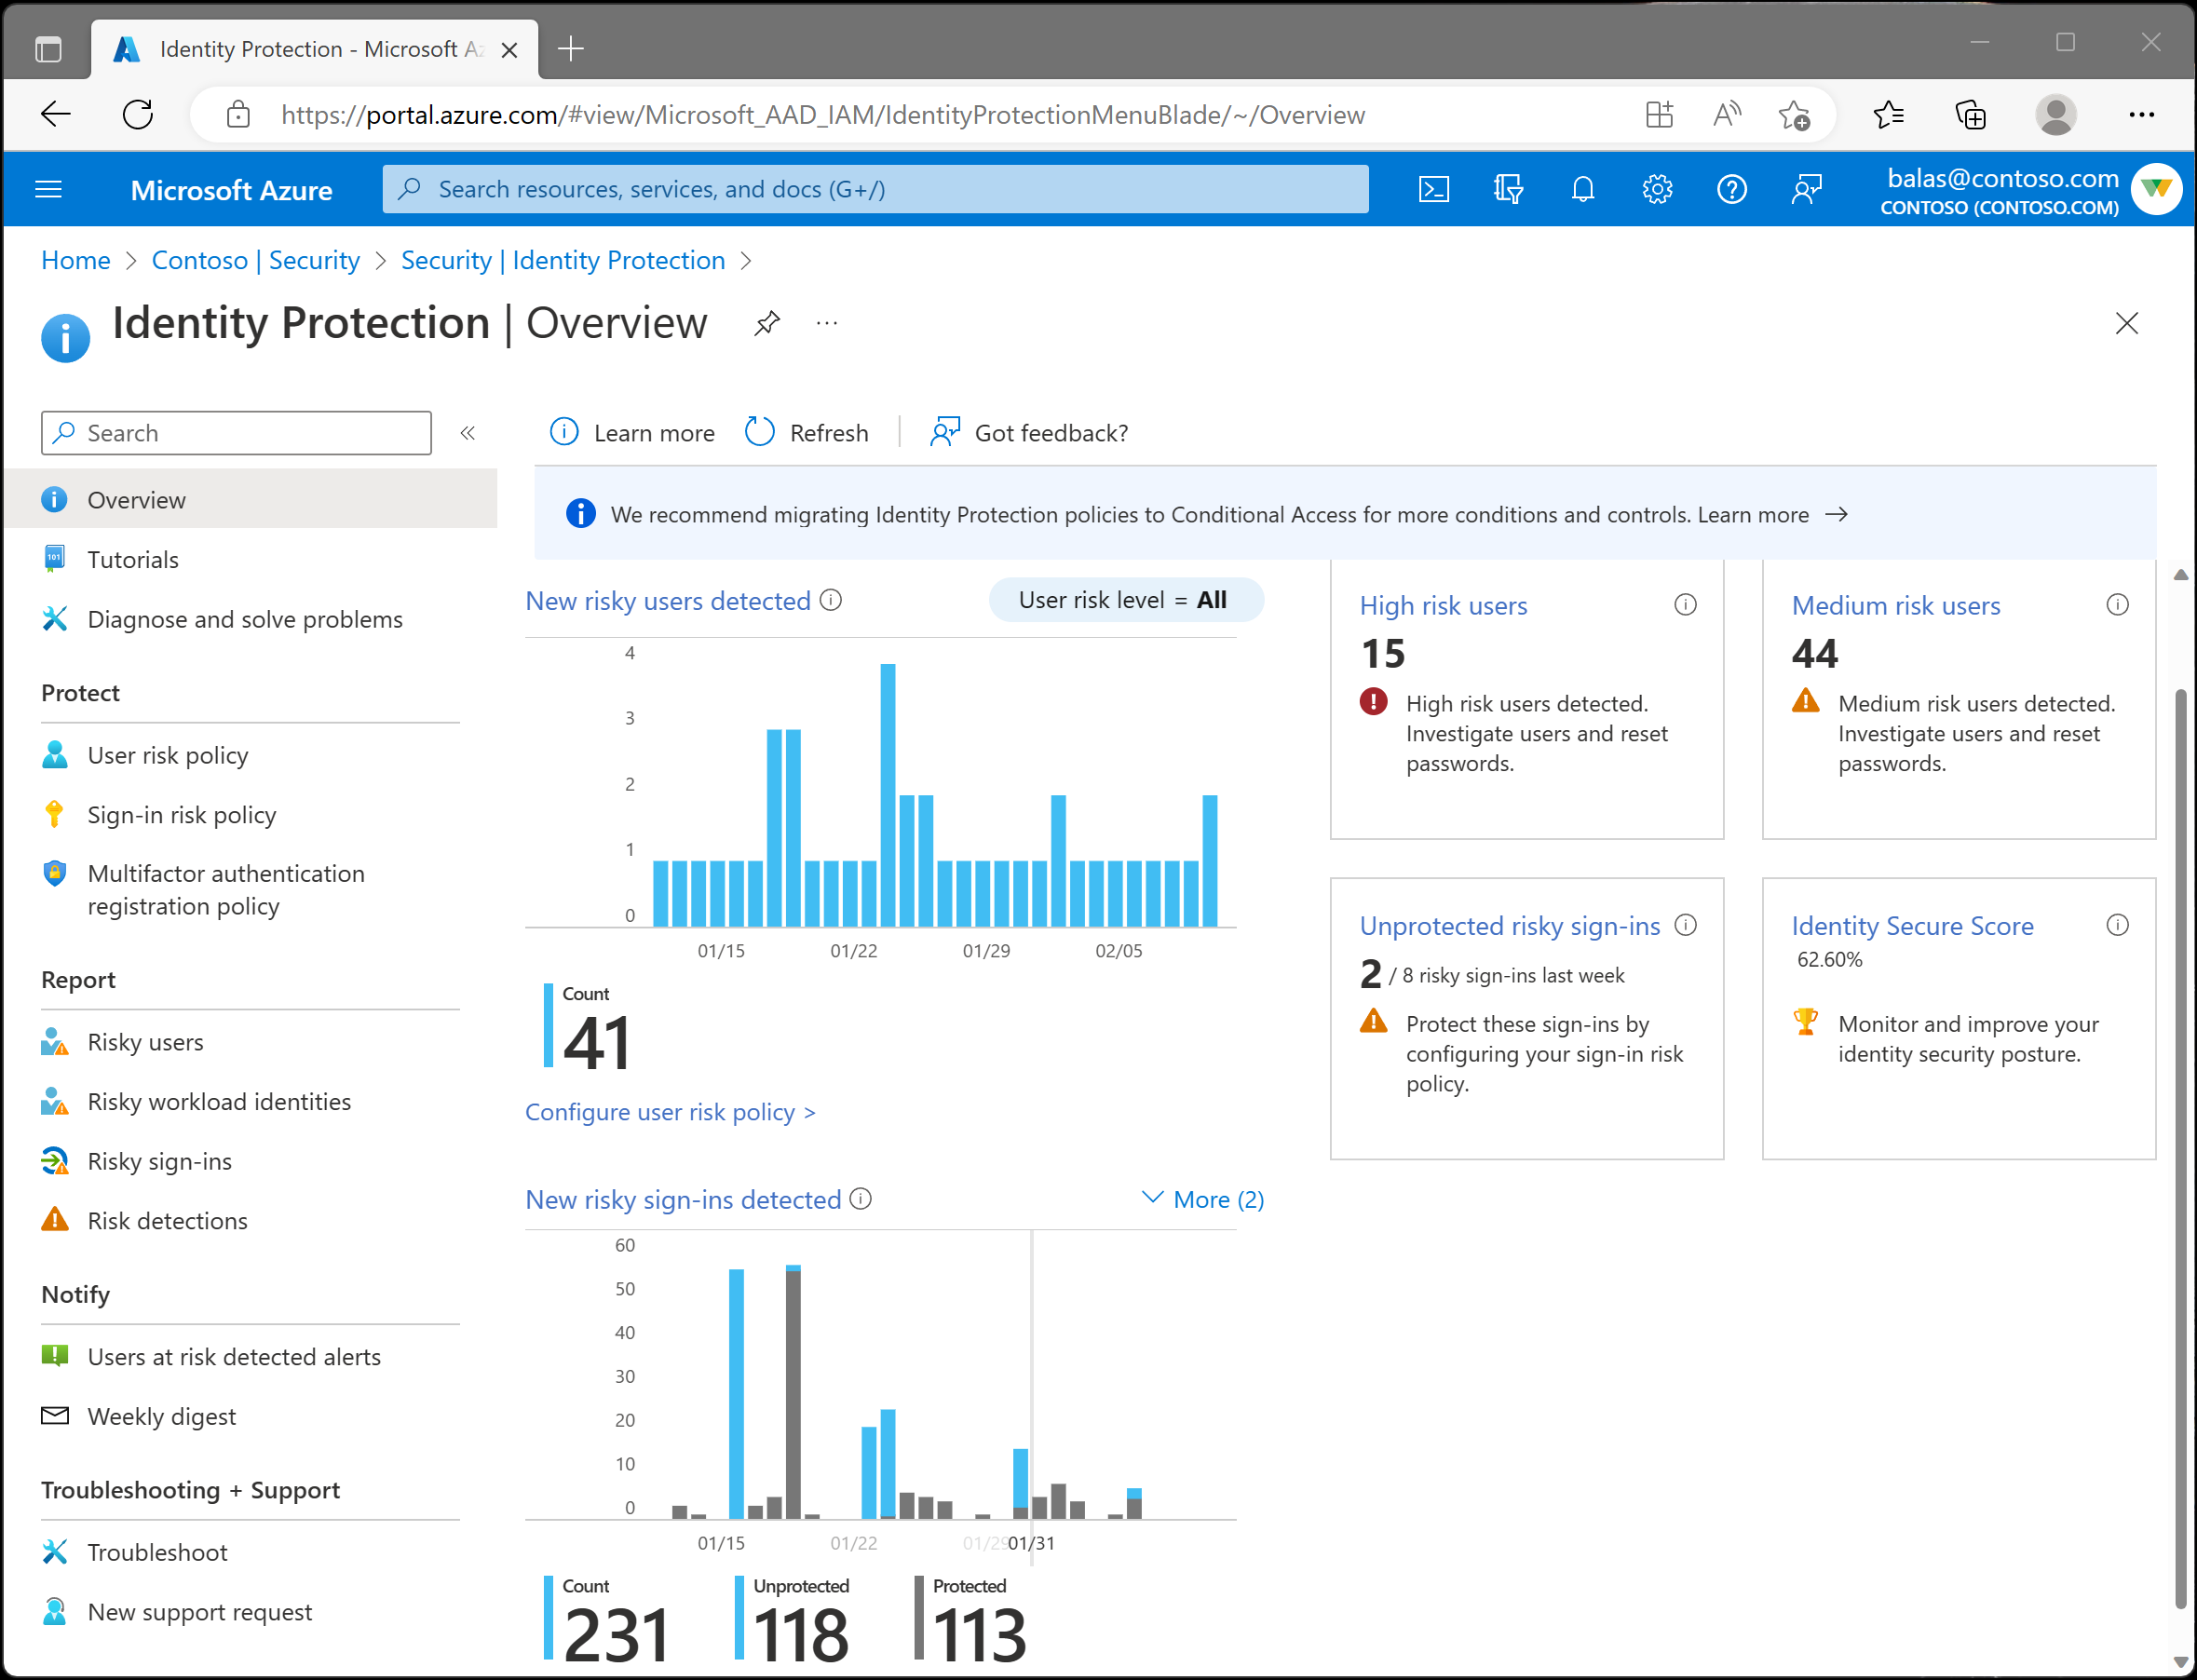 Identity Protection - Microsoft Az
https://portal.azure.com/#view/Microsoft_AAD_IAM/IdentityProtectionMenuBlade/~/Overview
Microsoft Azure
Search resources, services, and docs (G+/)
balas@contoso.com
CONTOSO (CONTOSO.COM)
Home > Contoso | Security > Security | Identity Protection >
Identity Protection | Overview
Search
Overview
Tutorials
Diagnose and solve problems
Protect
User risk policy
Sign-in risk policy
Multifactor authentication
registration policy
Report
Risky users
Risky workload identities
Risky sign-ins
Risk detections
Notify
Users at risk detected alerts
Weekly digest
Troubleshooting + Support
Troubleshoot
New support request
Learn more
Refresh
Got feedback?
We recommend migrating Identity Protection policies to Conditional Access for more conditions and controls. Learn more →
New risky users detected
User risk level = All
4
3
2
1
0
01/15 01/22 01/29 02/05
Count
41
Configure user risk policy >
New risky sign-ins detected
More (2)
60
50
40
30
20
10
0
01/15 01/22 01/29 01/31
Count
231
Unprotected
118
Protected
113
High risk users
15
High risk users detected.
Investigate users and reset
passwords.
Medium risk users
44
Medium risk users detected.
Investigate users and reset
passwords.
Unprotected risky sign-ins
2 / 8 risky sign-ins last week
Protect these sign-ins by
configuring your sign-in risk
policy.
Identity Secure Score
62.60%
Monitor and improve your
identity security posture.